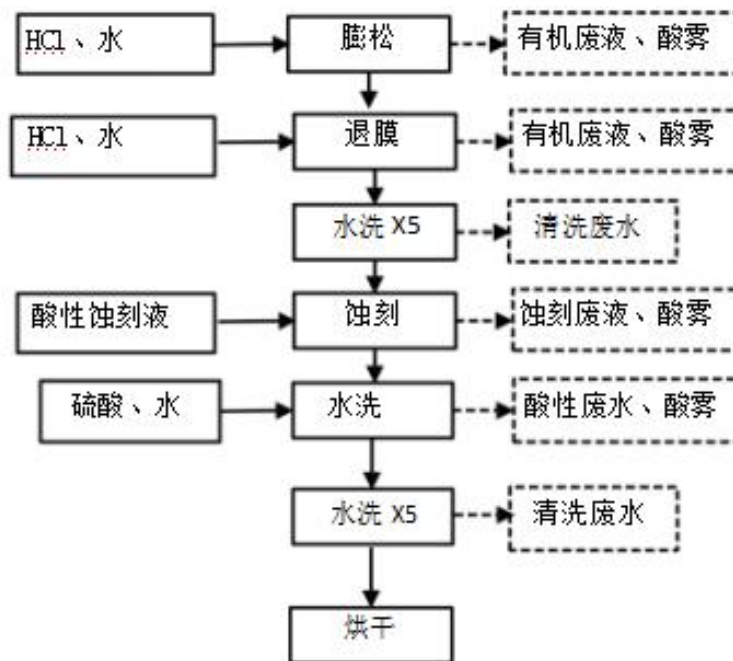 HCl、水
膨松
有机废液、酸雾
HCl、水
退膜
有机废液、酸雾
水洗 X5
清洗废水
酸性蚀刻液
蚀刻
蚀刻废液、酸雾
硫酸、水
水洗
酸性废水、酸雾
水洗 X5
清洗废水
烘干